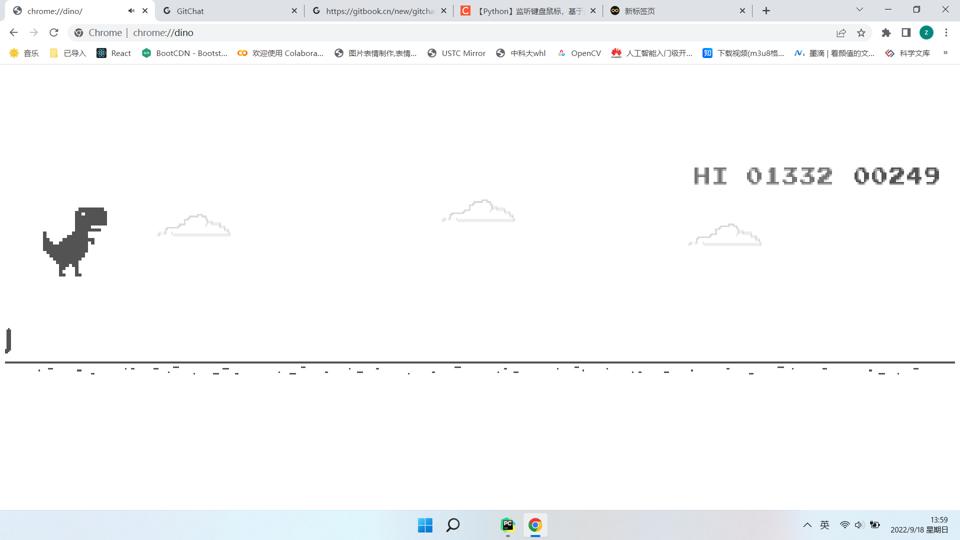 chrome://dino/
GitChat
https://gitbook.cn/new/gitcha
【Python】监听键盘鼠标，基于
新标签页
Chrome | chrome://dino
z
音乐
已导入
React
BootCDN - Bootst...
欢迎使用 Colabora...
图片表情制作,表情...
USTC Mirror
中科大whl
OpenCV
人工智能入门极开...
知
下载视频(m3u8格...
墨滴 | 看颜值的文...
科学文库
»
HI 01332 00249
PC
英
13:59
2022/9/18 星期日